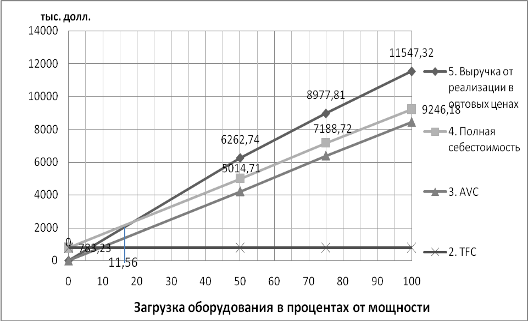 тыс. долл.
14000
12000
10000
8000
6000
4000
2000
0
11547,32
8977,81
9246,18
6262,74
7188,72
5014,71
0
783,23
11,56
0 10 20 30 40 50 60 70 80 90 100
Загрузка оборудования в процентах от мощности
5. Выручка от
реализации в
оптовых ценах
4. Полная
себестоимость
3. AVC
2. TFC